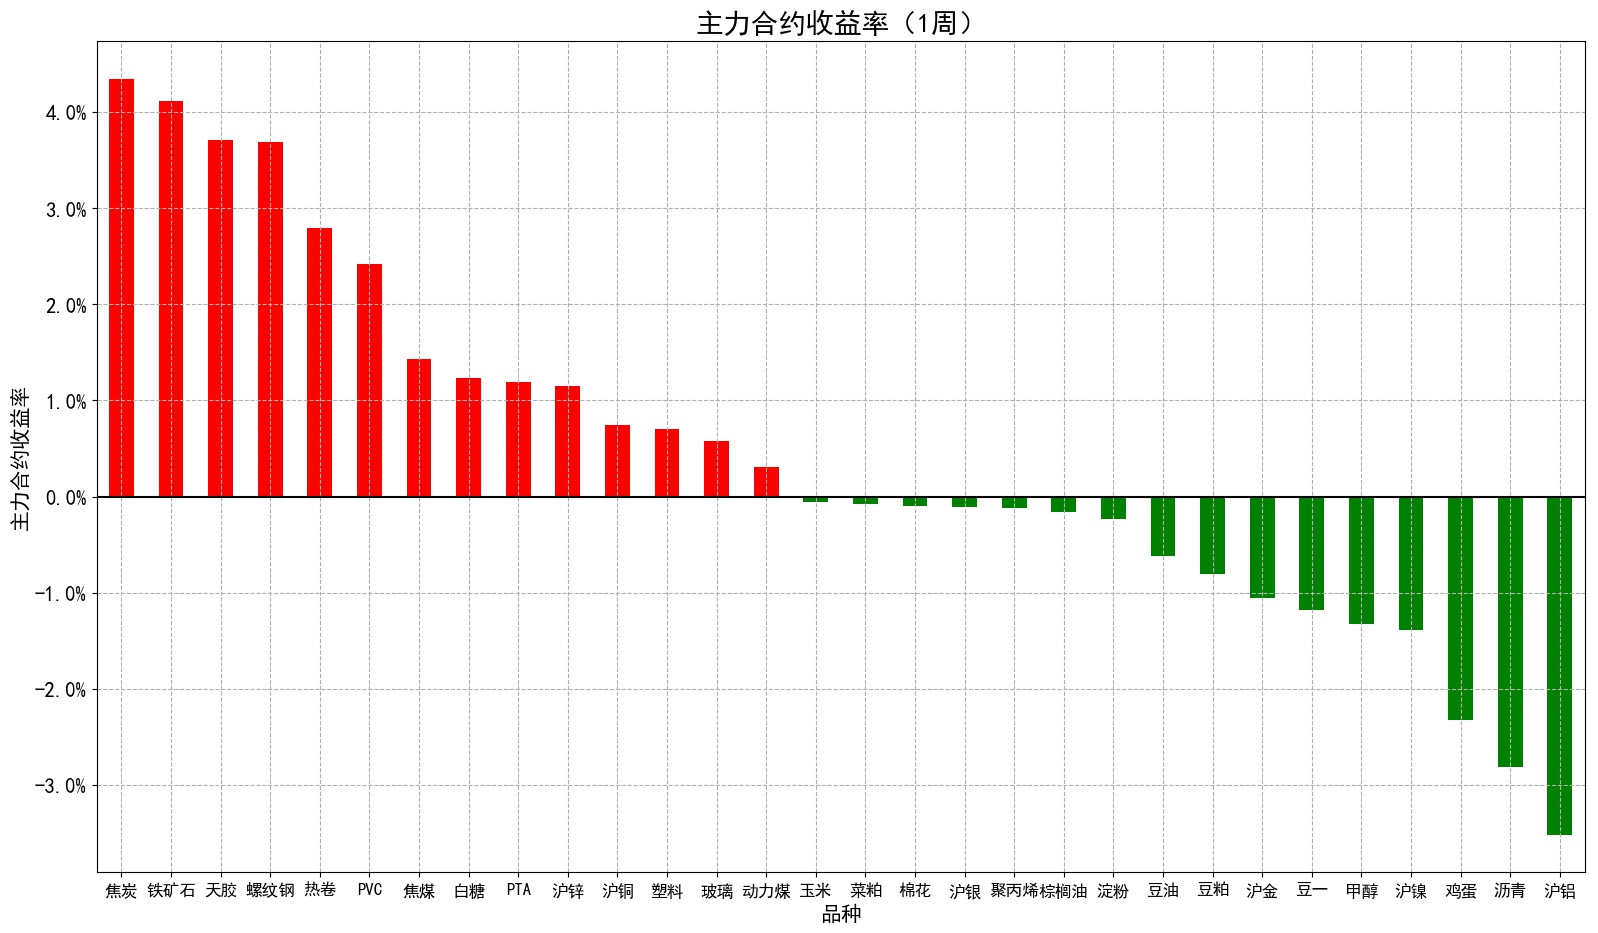 主力合约收益率（1周）
主力合约收益率
4.0%
3.0%
2.0%
1.0%
0.0%
-1.0%
-2.0%
-3.0%
焦炭 铁矿石 天胶 螺纹钢 热卷 PVC 焦煤 白糖 PTA 沪锌 沪铜 塑料 玻璃 动力煤 玉米 菜粕 棉花 沪银 聚丙烯 棕榈油 淀粉 豆油 豆粕 沪金 豆一 甲醇 沪镍 鸡蛋 沥青 沪铝
品种